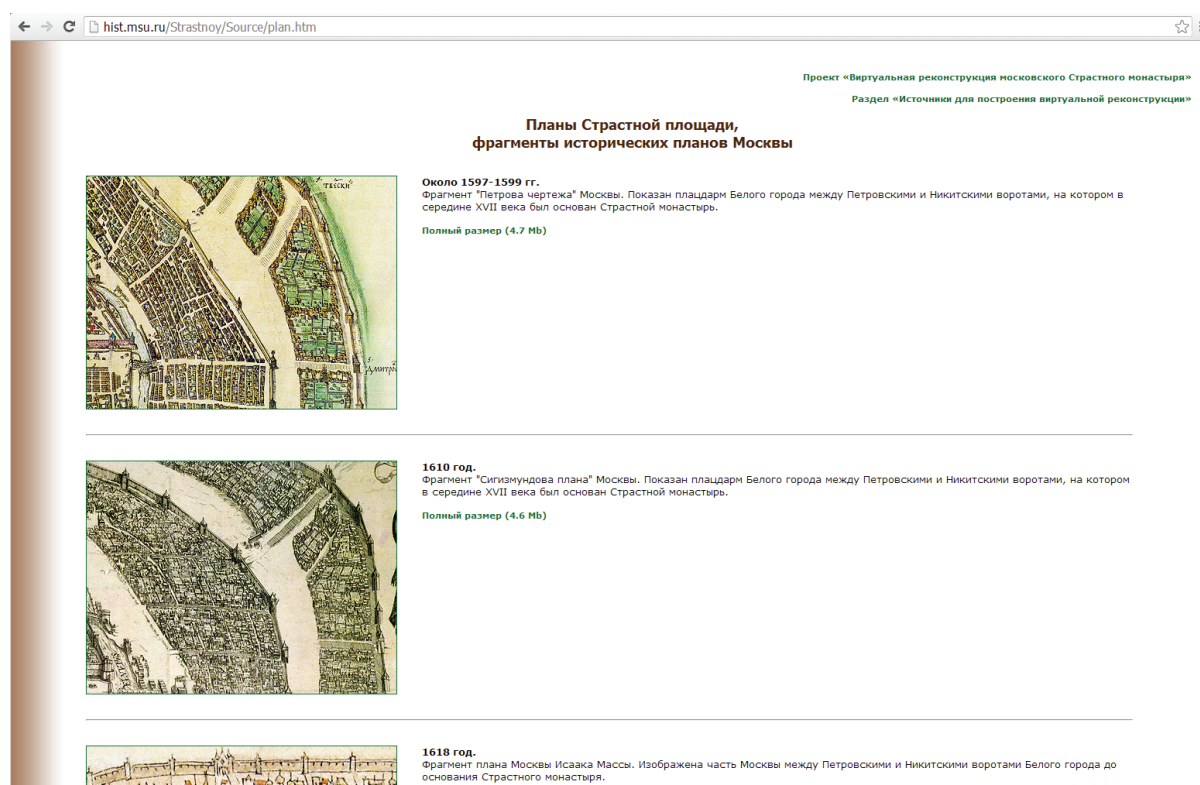 hist.msu.ru/Strastnoy/Source/plan.htm
Проект «Виртуальная реконструкция московского Страстного монастыря»
Раздел «Источники для построения виртуальной реконструкции»
Планы Страстной площади,
фрагменты исторических планов Москвы
Около 1597-1599 гг.
Фрагмент "Петрова чертежа" Москвы. Показан плацдарм Белого города между Петровскими и Никитскими воротами, на котором в
середине XVII века был основан Страстной монастырь.
Полный размер (4.7 Mb)
1610 год.
Фрагмент "Сигизмундова плана" Москвы. Показан плацдарм Белого города между Петровскими и Никитскими воротами, на котором
в середине XVII века был основан Страстной монастырь.
Полный размер (4.6 Mb)
1618 год.
Фрагмент плана Москвы Исаака Массы. Изображена часть Москвы между Петровскими и Никитскими воротами Белого города до
основания Страстного монастыря.